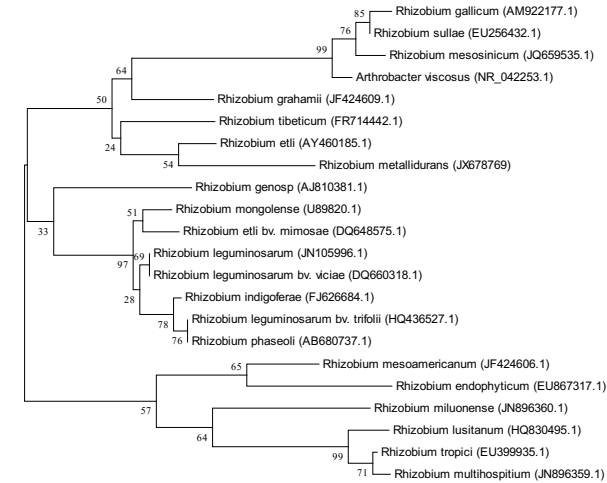 85
Rhizobium gallicum (AM922177.1)
76
Rhizobium sullae (EU256432.1)
99
Rhizobium mesosinicum (JQ659535.1)
64
Arthrobacter viscosus (NR_042253.1)
50
Rhizobium grahamii (JF424609.1)
Rhizobium tibeticum (FR714442.1)
24
Rhizobium etli (AY460185.1)
54
Rhizobium metallidurans (JX678769)
Rhizobium genosp (AJ810381.1)
33
51
Rhizobium mongolense (U89820.1)
Rhizobium etli bv. mimosae (DQ648575.1)
97
69
Rhizobium leguminosarum (JN105996.1)
Rhizobium leguminosarum bv. viciae (DQ660318.1)
28
Rhizobium indigoferae (FJ626684.1)
78
Rhizobium leguminosarum bv. trifolii (HQ436527.1)
76
Rhizobium phaseoli (AB680737.1)
65
Rhizobium mesoamericanum (JF424606.1)
Rhizobium endophyticum (EU867317.1)
57
Rhizobium miluonense (JN896360.1)
64
Rhizobium lusitanum (HQ830495.1)
99
Rhizobium tropici (EU399935.1)
71
Rhizobium multihospitium (JN896359.1)